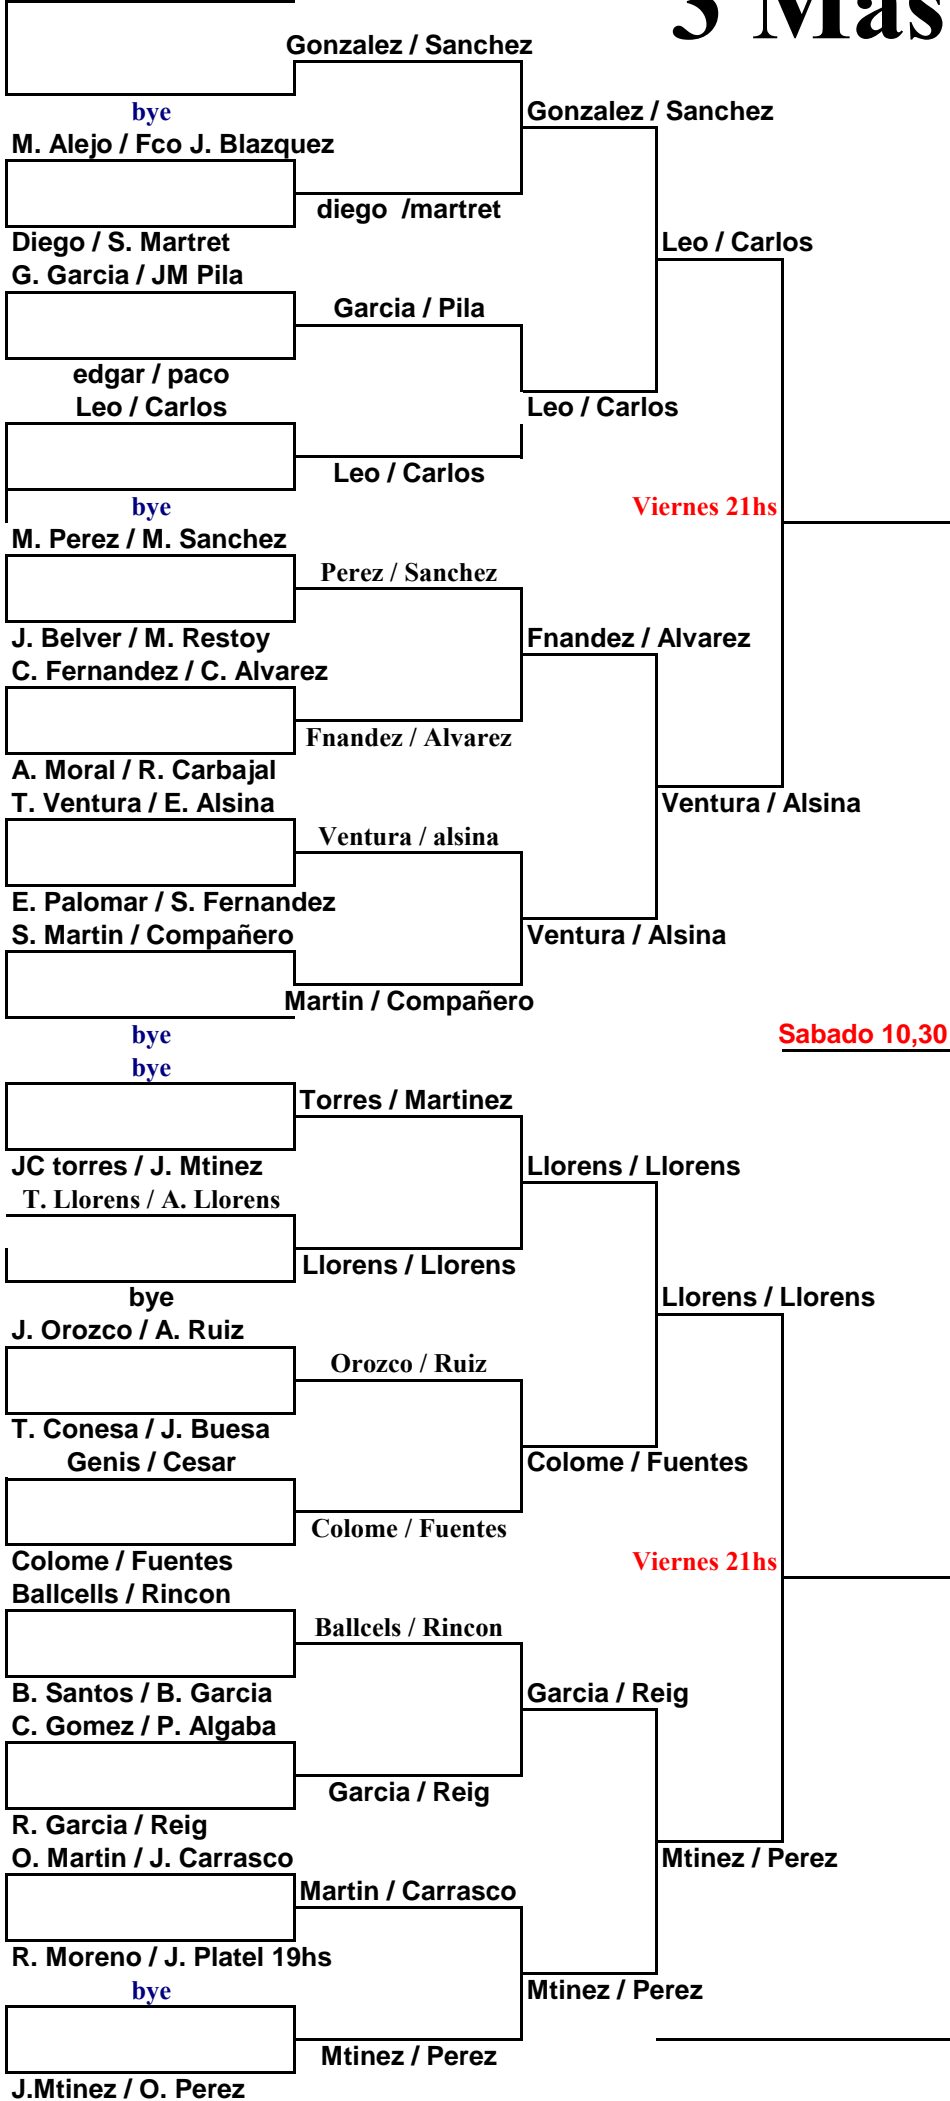 3 Mas
Gonzalez / Sanchez
bye
Gonzalez / Sanchez
M. Alejo / Fco J. Blazquez
diego /martret
Diego / S. Martret
Leo / Carlos
G. Garcia / JM Pila
Garcia / Pila
edgar / paco
Leo / Carlos
Leo / Carlos
Leo / Carlos
bye
Viernes 21hs
M. Perez / M. Sanchez
Perez / Sanchez
J. Belver / M. Restoy
Fnandez / Alvarez
C. Fernandez / C. Alvarez
Fnandez / Alvarez
A. Moral / R. Carbajal
T. Ventura / E. Alsina
Ventura / Alsina
Ventura / alsina
E. Palomar / S. Fernandez
S. Martin / Compañero
Ventura / Alsina
Martin / Compañero
bye
Sabado 10,30
bye
Torres / Martinez
JC torres / J. Mtinez
Llorens / Llorens
T. Llorens / A. Llorens
Llorens / Llorens
bye
Llorens / Llorens
J. Orozco / A. Ruiz
Orozco / Ruiz
T. Conesa / J. Buesa
Genis / Cesar
Colome / Fuentes
Colome / Fuentes
Colome / Fuentes
Viernes 21hs
Ballcells / Rincon
Ballcels / Rincon
B. Santos / B. Garcia
Garcia / Reig
C. Gomez / P. Algaba
Garcia / Reig
R. Garcia / Reig
O. Martin / J. Carrasco
Mtinez / Perez
Martin / Carrasco
R. Moreno / J. Platel 19hs
bye
Mtinez / Perez
Mtinez / Perez
J.Mtinez / O. Perez